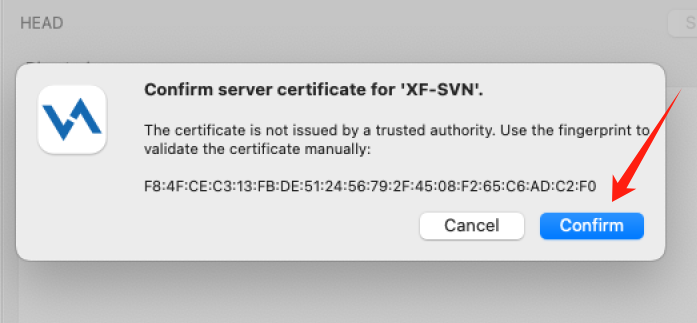 HEAD
Confirm server certificate for 'XF-SVN'.
The certificate is not issued by a trusted authority. Use the fingerprint to
validate the certificate manually:
F8:4F:CE:C3:13:FB:DE:51:24:56:79:2F:45:08:F2:65:C6:AD:C2:F0
Cancel
Confirm